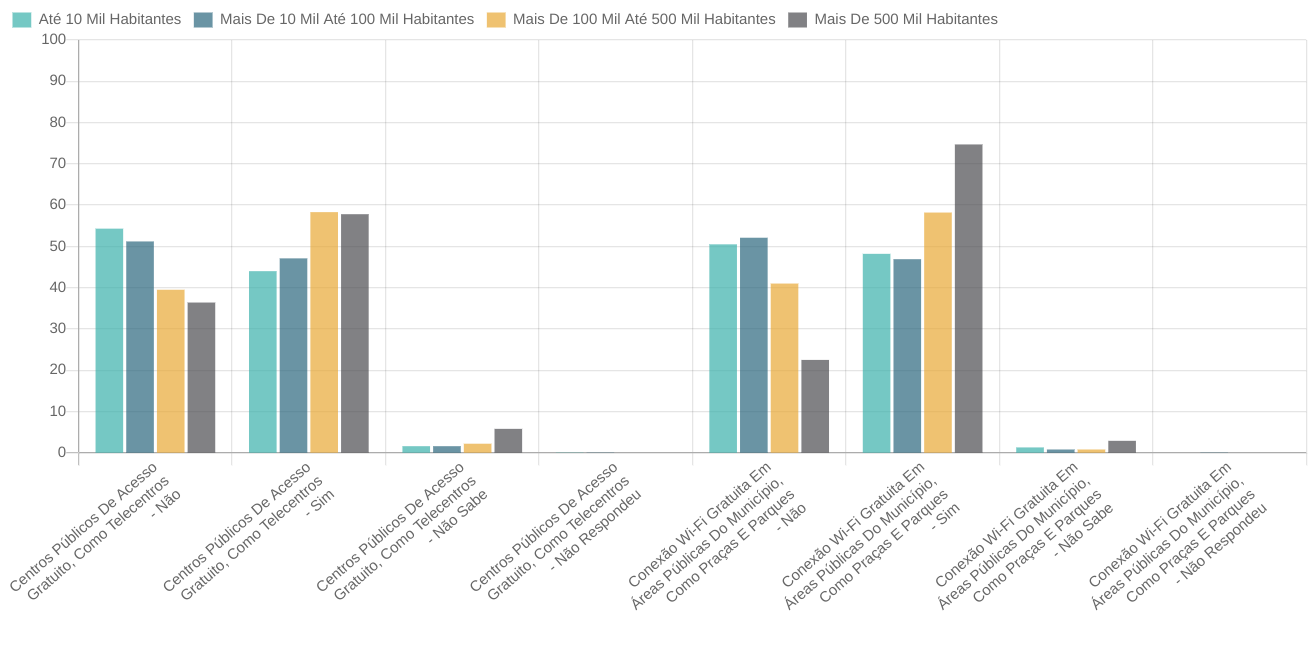 Até 10 Mil Habitantes Mais De 10 Mil Até 100 Mil Habitantes Mais De 100 Mil Até 500 Mil Habitantes Mais De 500 Mil Habitantes
100
90
80
70
60
50
40
30
20
10
0
Centros Públicos De Acesso
Gratuito, Como Telecentros
- Não
Centros Públicos De Acesso
Gratuito, Como Telecentros
- Sim
Centros Públicos De Acesso
Gratuito, Como Telecentros
- Não Sabe
Centros Públicos De Acesso
Gratuito, Como Telecentros
- Não Respondeu
Conexão Wi-Fi Gratuita Em
Áreas Públicas Do Município,
Como Praças E Parques
- Não
Conexão Wi-Fi Gratuita Em
Áreas Públicas Do Município,
Como Praças E Parques
- Sim
Conexão Wi-Fi Gratuita Em
Áreas Públicas Do Município,
Como Praças E Parques
- Não Sabe
Conexão Wi-Fi Gratuita Em
Áreas Públicas Do Município,
Como Praças E Parques
- Não Respondeu